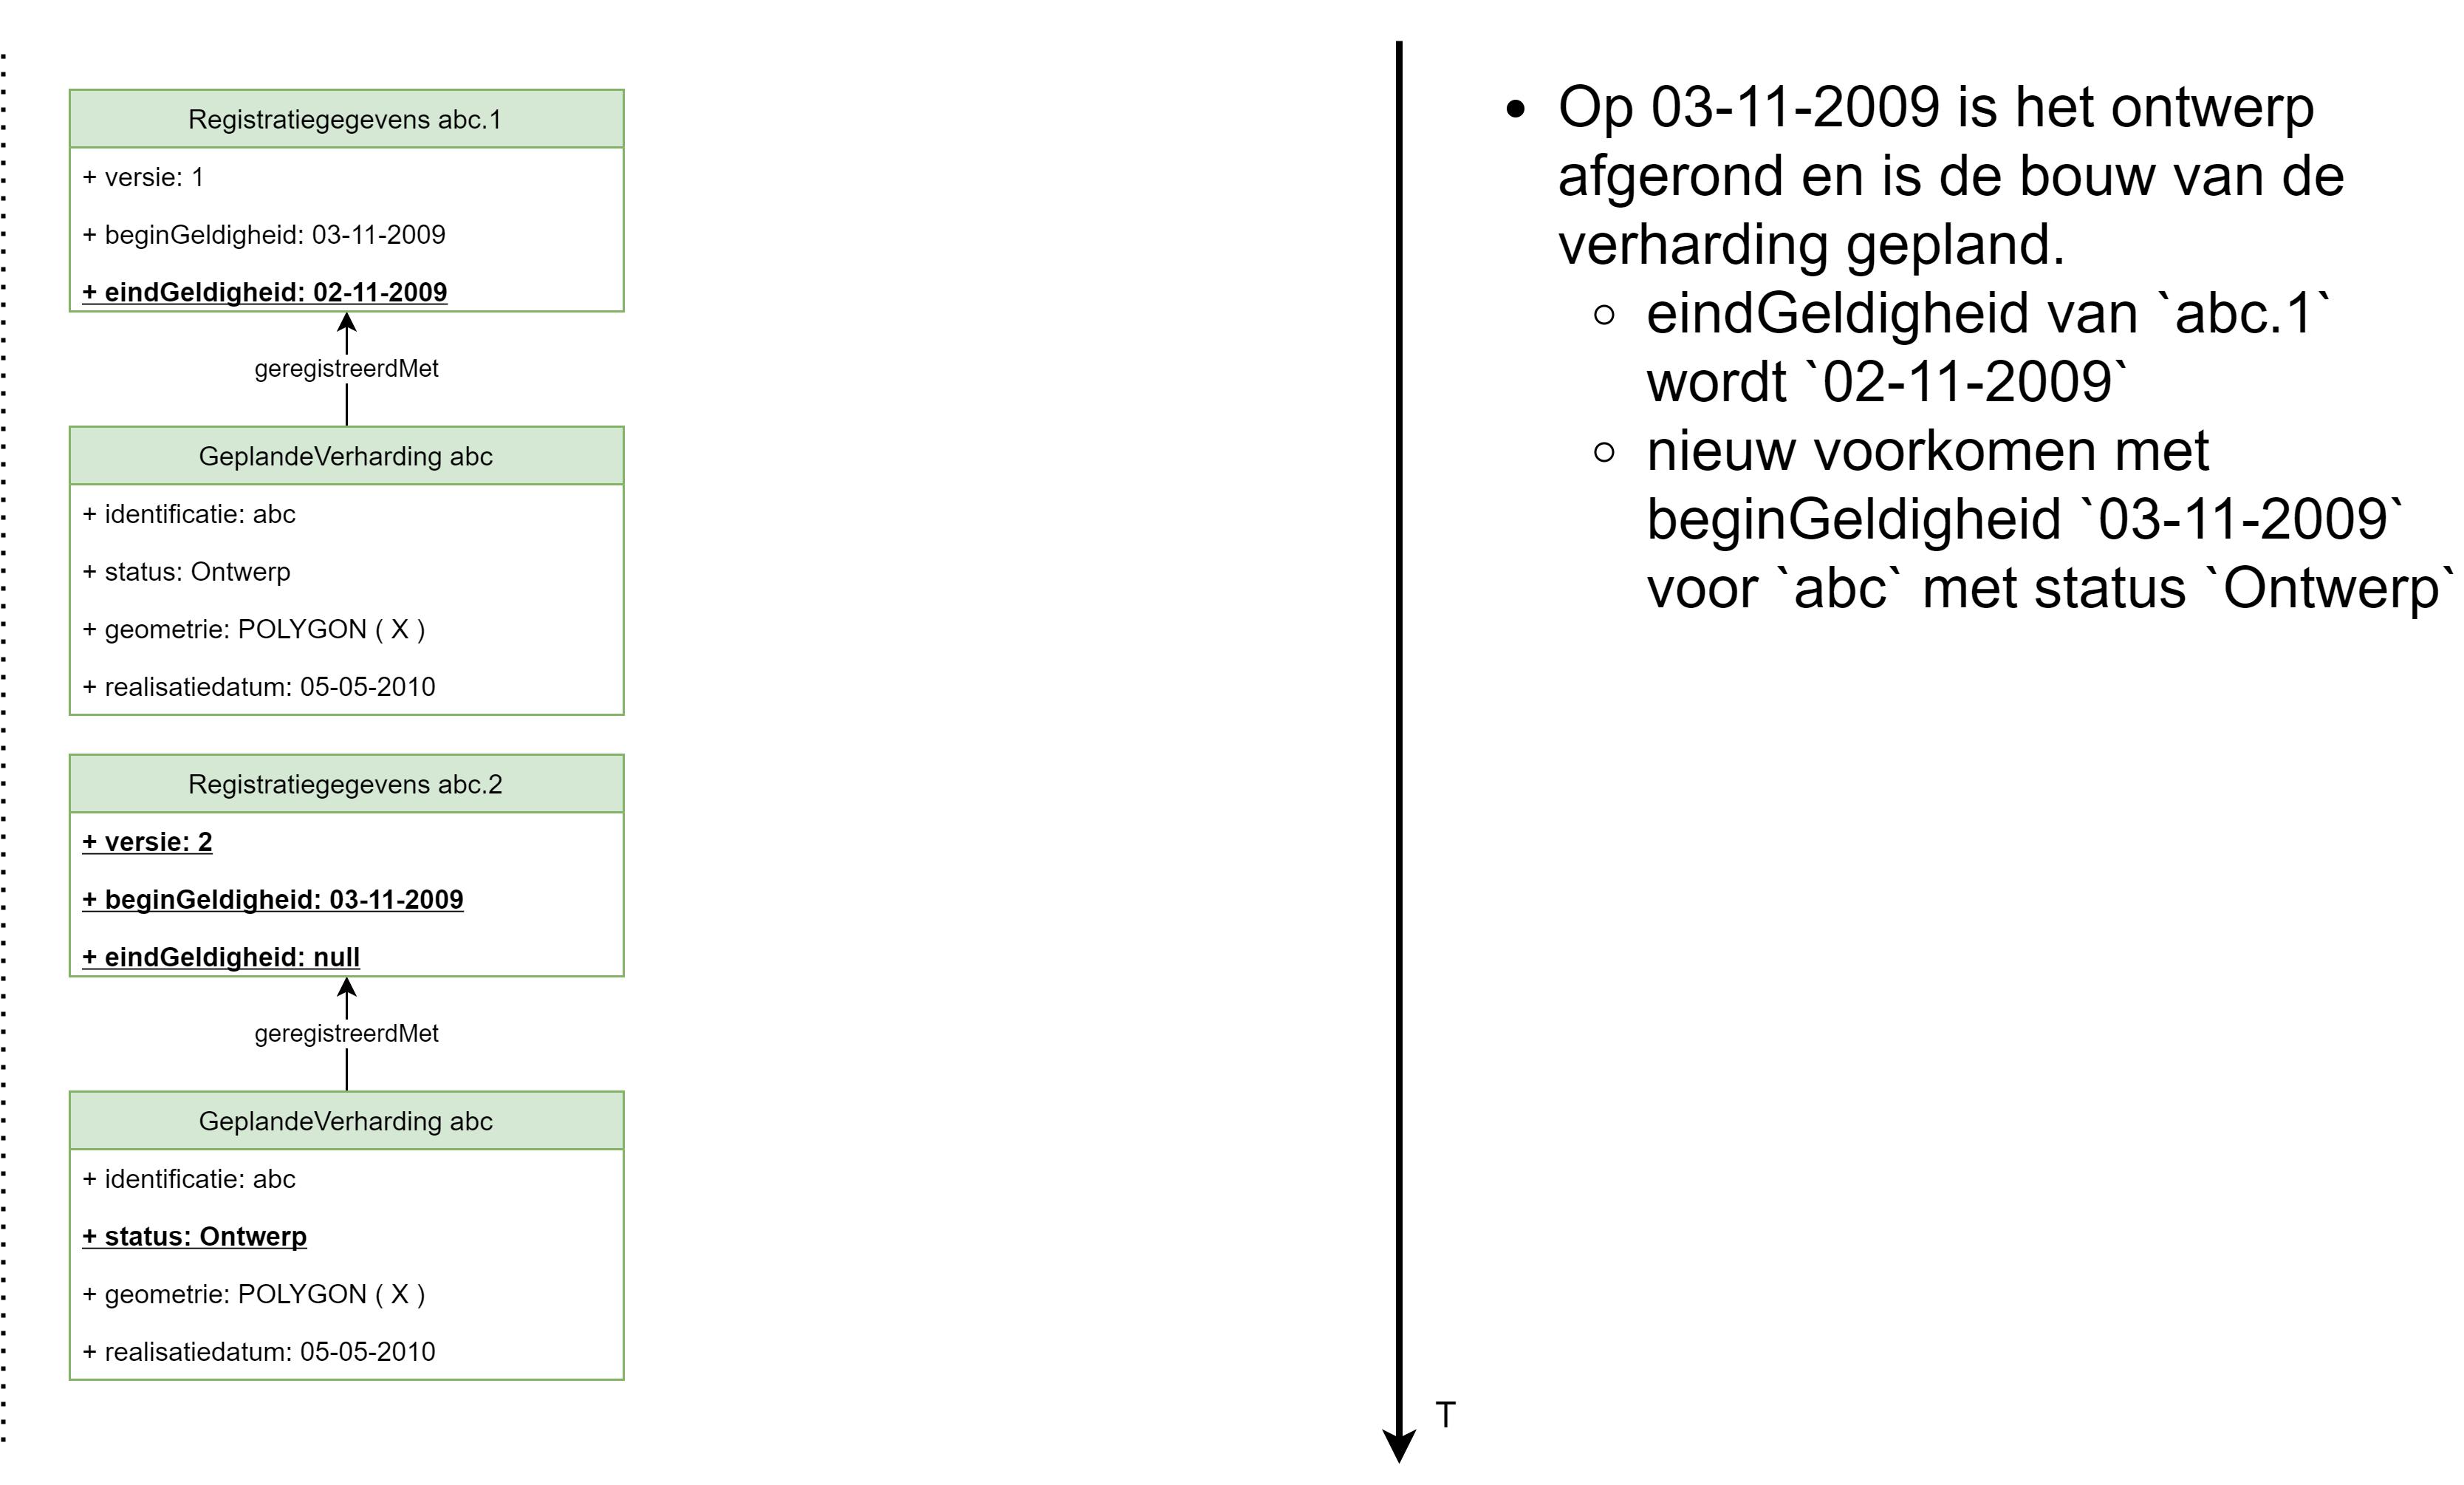 Registratiegegevens abc.1
+ versie: 1
+ beginGeldigheid: 03-11-2009
+ eindGeldigheid: 02-11-2009
geregistreerdMet
GeplandeVerharding abc
+ identificatie: abc
+ status: Ontwerp
+ geometrie: POLYGON ( X )
+ realisatiedatum: 05-05-2010
Registratiegegevens abc.2
+ versie: 2
+ beginGeldigheid: 03-11-2009
+ eindGeldigheid: null
geregistreerdMet
GeplandeVerharding abc
+ identificatie: abc
+ status: Ontwerp
+ geometrie: POLYGON ( X )
+ realisatiedatum: 05-05-2010
T
• Op 03-11-2009 is het ontwerp
afgerond en is de bouw van de
verharding gepland.
○ eindGeldigheid van `abc.1`
wordt `02-11-2009`
○ nieuw voorkomen met
beginGeldigheid `03-11-2009`
voor `abc` met status `Ontwerp`